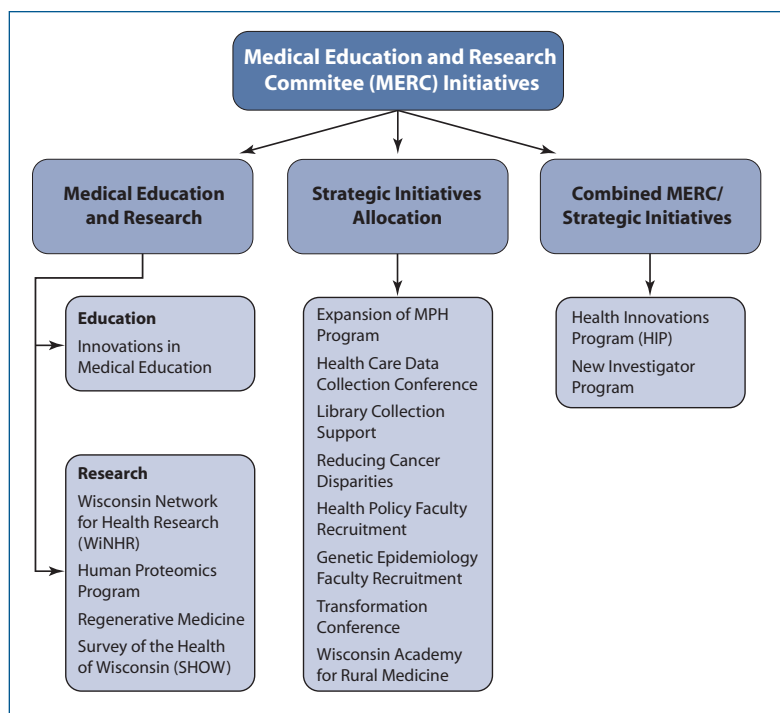 Medical Education and Research
Commitee (MERC) Initiatives
Medical Education
and Research
Strategic Initiatives
Allocation
Combined MERC/
Strategic Initiatives
Education
Innovations in
Medical Education
Research
Wisconsin Network
for Health Research
(WiNHR)
Human Proteomics
Program
Regenerative Medicine
Survey of the Health
of Wisconsin (SHOW)
Expansion of MPH
Program
Health Care Data
Collection Conference
Library Collection
Support
Reducing Cancer
Disparities
Health Policy Faculty
Recruitment
Genetic Epidemiology
Faculty Recruitment
Transformation
Conference
Wisconsin Academy
for Rural Medicine
Health Innovations
Program (HIP)
New Investigator
Program